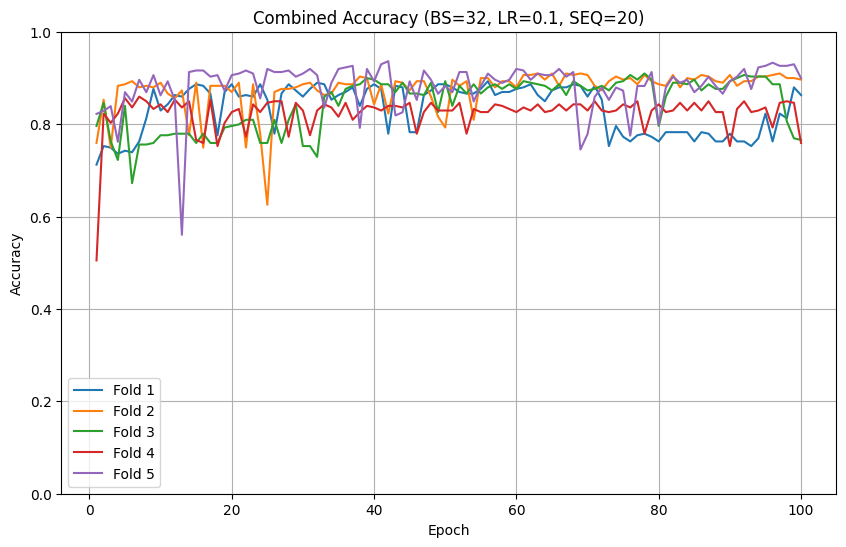 Combined Accuracy (BS=32, LR=0.1, SEQ=20)
1.0
0.8
0.6
0.4
0.2
0.0
Accuracy
Fold 1
Fold 2
Fold 3
Fold 4
Fold 5
0 20 40 60 80 100
Epoch